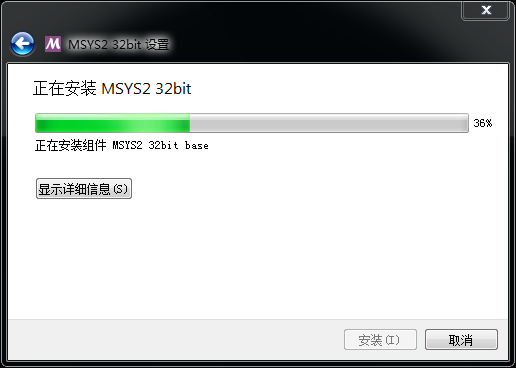 MSYS2 32bit 设置
正在安装 MSYS2 32bit
36%
正在安装组件 MSYS2 32bit base
显示详细信息(S)
安装(I)
取消